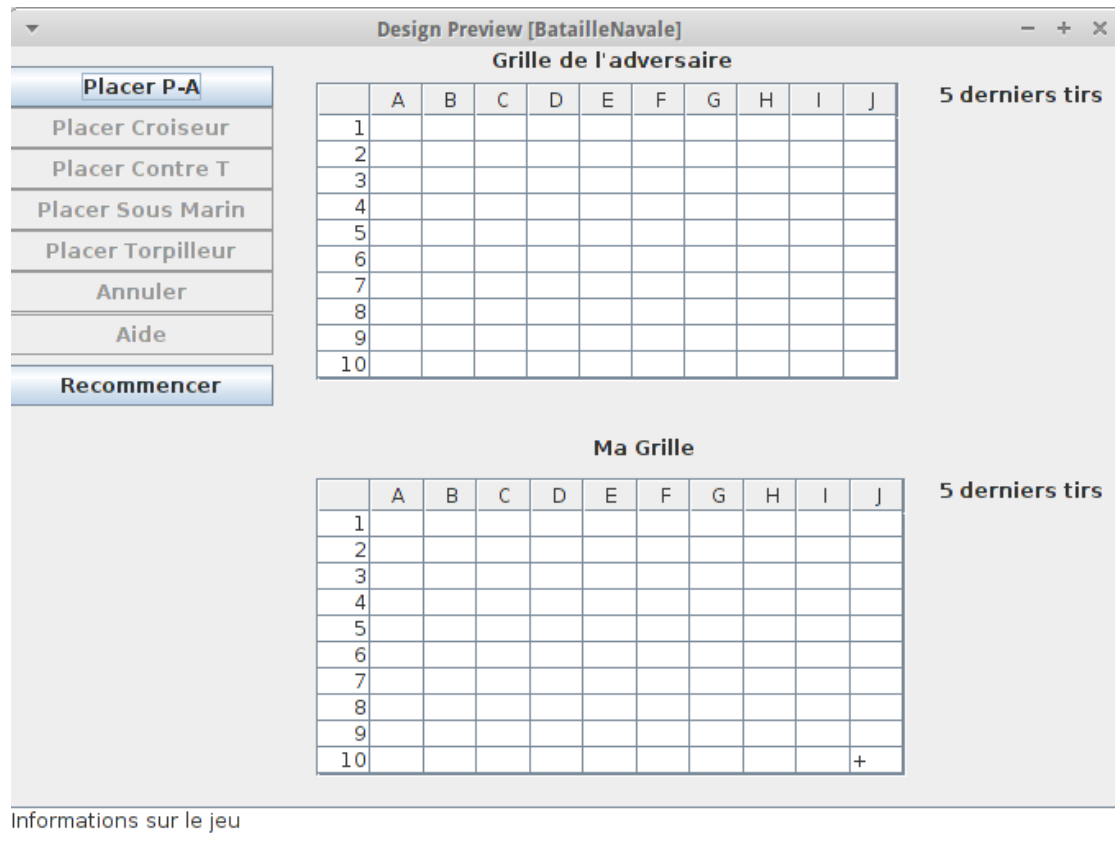 Design Preview [BatailleNavale]
Placer P-A
Placer Croiseur
Placer Contre T
Placer Sous Marin
Placer Torpilleur
Annuler
Aide
Recommencer
Grille de l'adversaire
A B C D E F G H I J
1
2
3
4
5
6
7
8
9
10
5 derniers tirs
Ma Grille
A B C D E F G H I J
1
2
3
4
5
6
7
8
9
10 +
5 derniers tirs
Informations sur le jeu